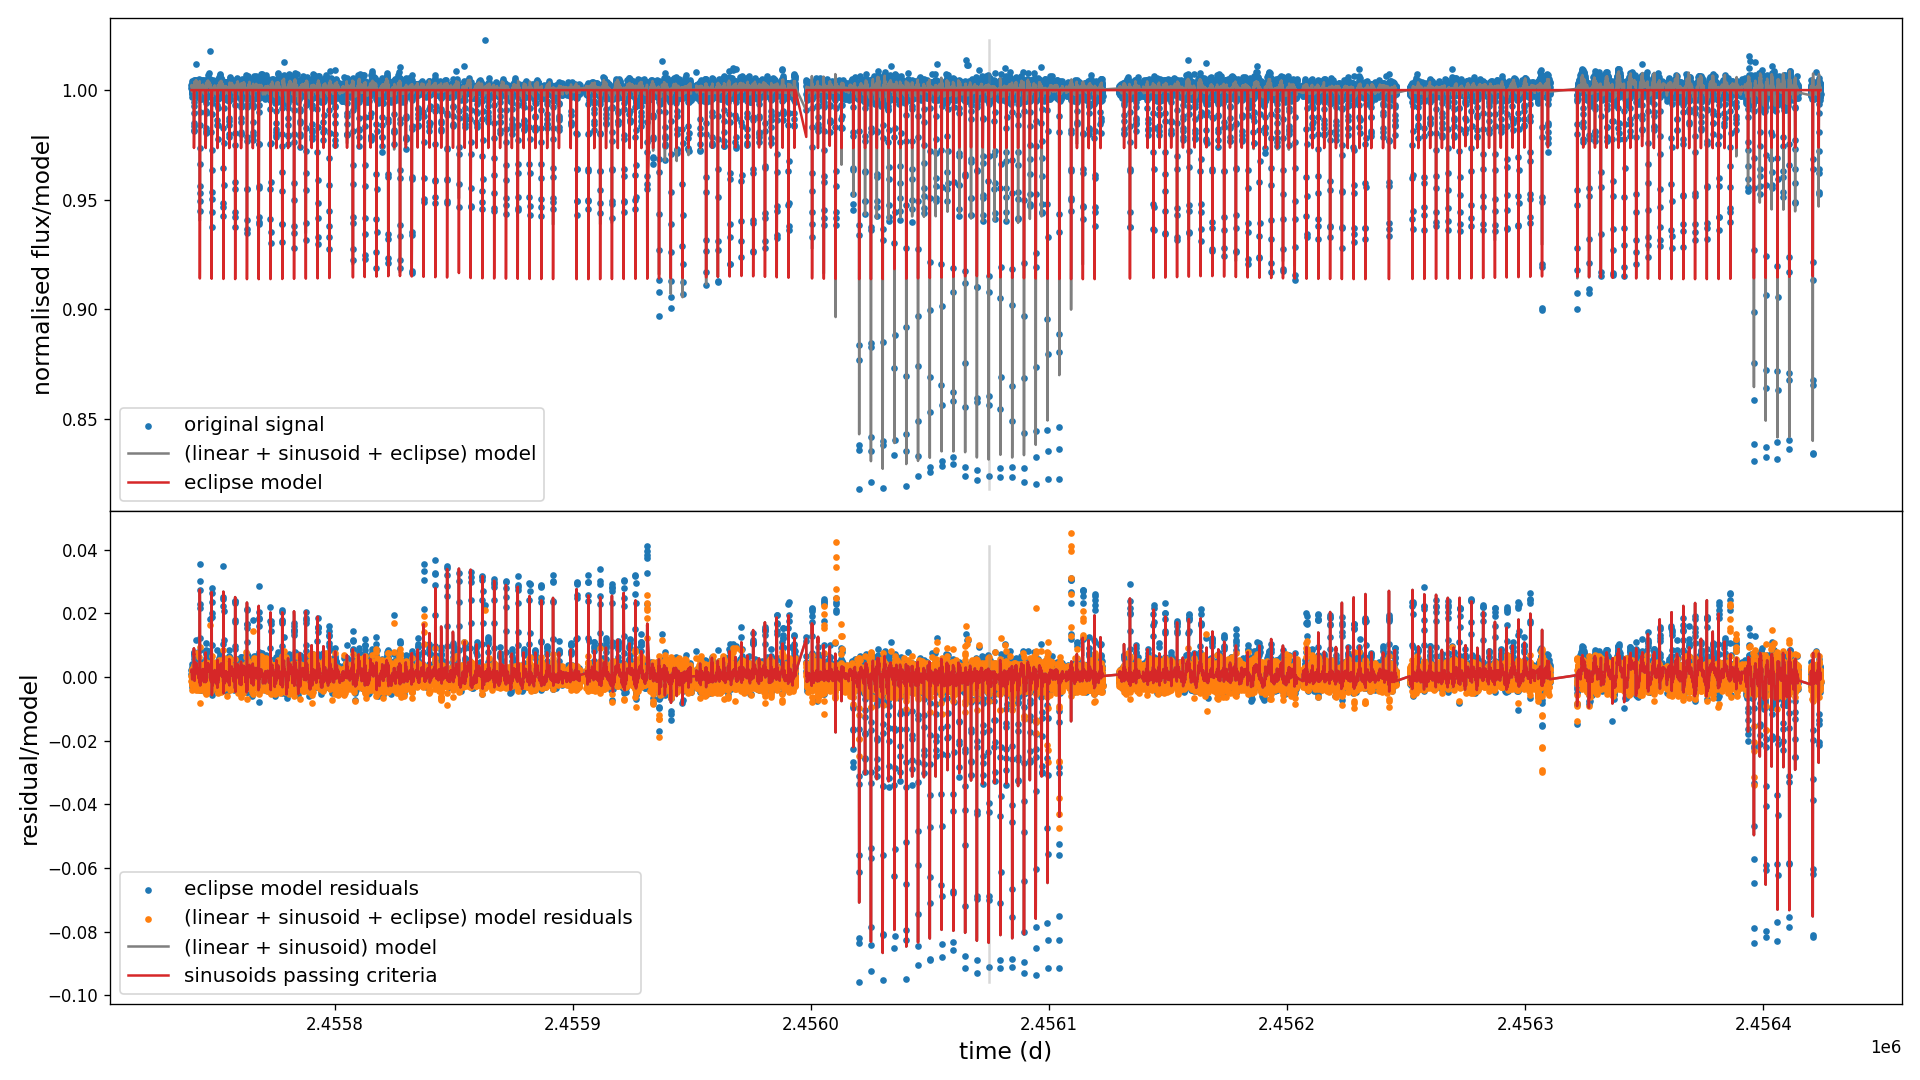 normalised flux/model
1.00
0.95
0.90
0.85
original signal
(linear + sinusoid + eclipse) model
eclipse model
residual/model
0.04
0.02
0.00
−0.02
−0.04
−0.06
−0.08
−0.10
eclipse model residuals
(linear + sinusoid + eclipse) model residuals
(linear + sinusoid) model
sinusoids passing criteria
2.4558 2.4559 2.4560 2.4561 2.4562 2.4563 2.4564
time (d)
1e6